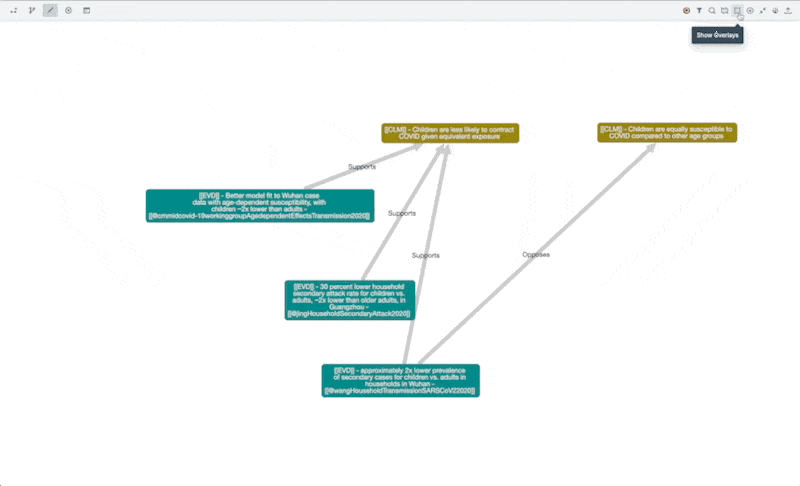 Show Overlays
[[CLM]] - Children are less likely to contract
COVID given equivalent exposure
[[CLM]] - Children are equally susceptible to
COVID compared to other age groups
Supports
[[EVD]] - Better model fit to Wuhan case
data with age-dependent susceptibility, with
children ~2x lower than adults -
[[@cmmidcovid-19workinggroupAgedependentEffectsTransmission2020]]
Supports
Supports
Opposes
[[EVD]] - 30 percent lower household
secondary attack rate for children vs.
adults, ~2x lower than older adults, in
Guangzhou -
[[@jingHouseholdSecondaryAttack2020]]
[[EVD]] - approximately 2x lower prevalence
of secondary cases for children vs. adults in
households in Wuhan -
[[@wangHouseholdTransmissionSARSCoV22020]]